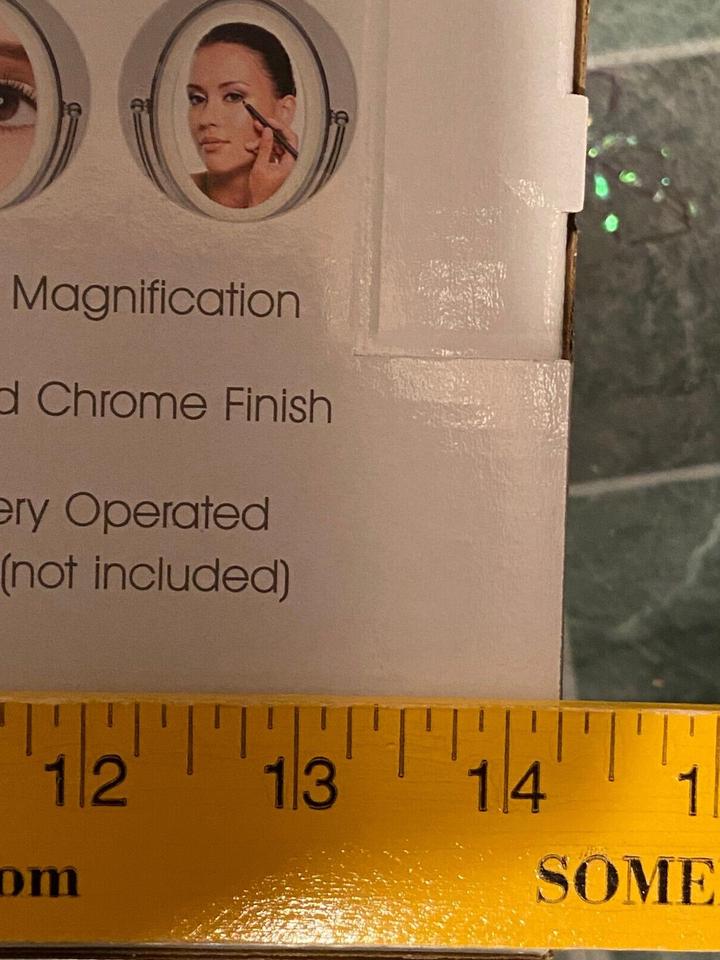 Magnification
d Chrome Finish
ery Operated
(not included)
12 13 14 1
om SOME